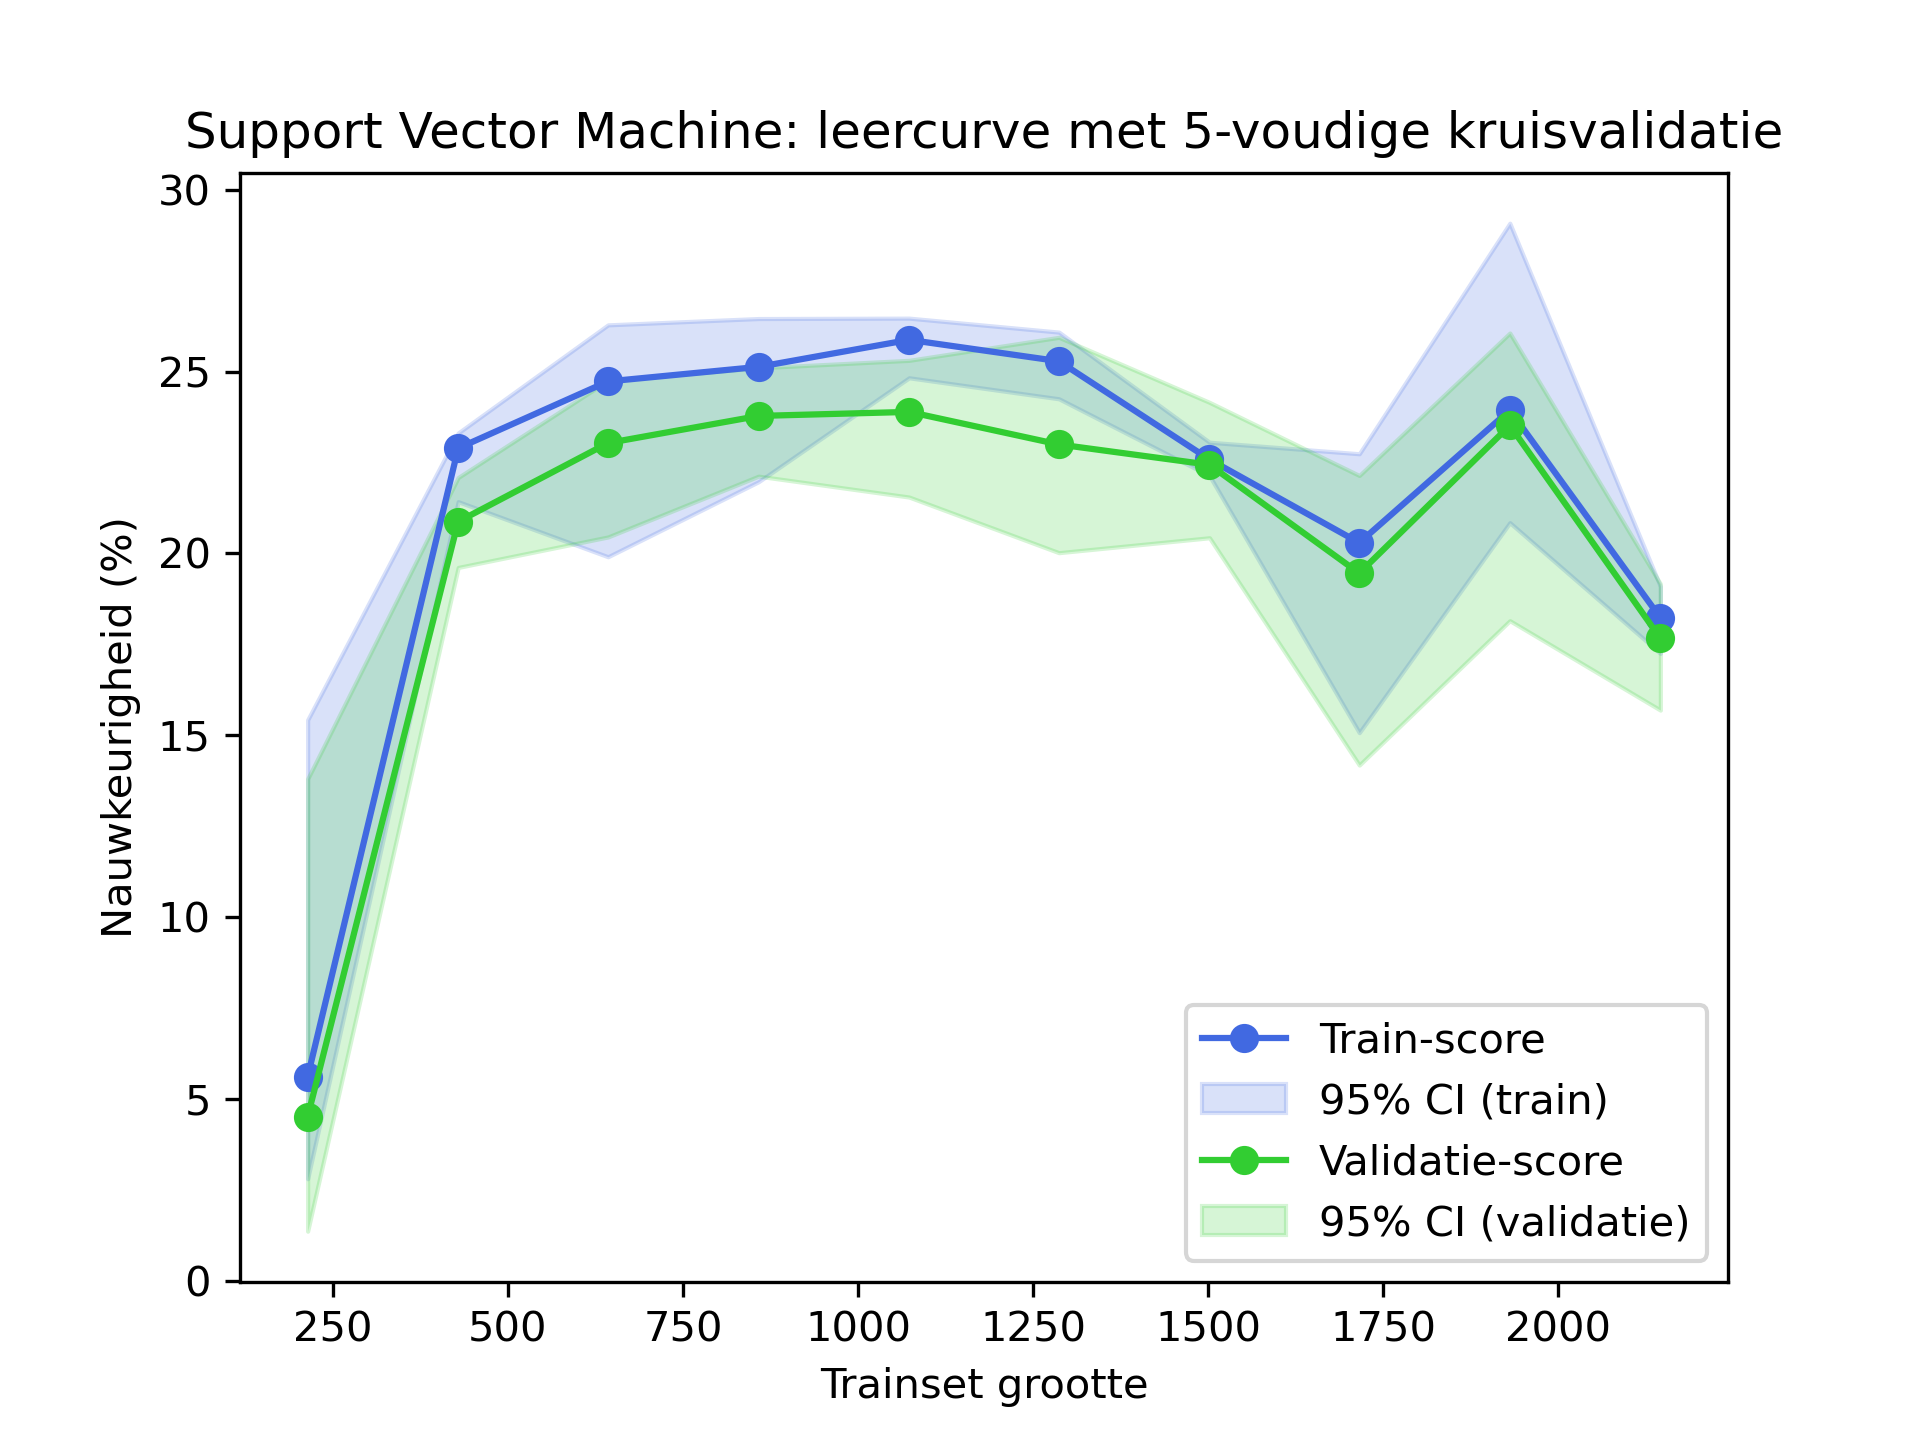 Support Vector Machine: leercurve met 5-voudige kruisvalidatie
Nauwkeurigheid (%)
30
25
20
15
10
5
0
250 500 750 1000 1250 1500 1750 2000
Trainset grootte
Train-score
95% CI (train)
Validatie-score
95% CI (validatie)